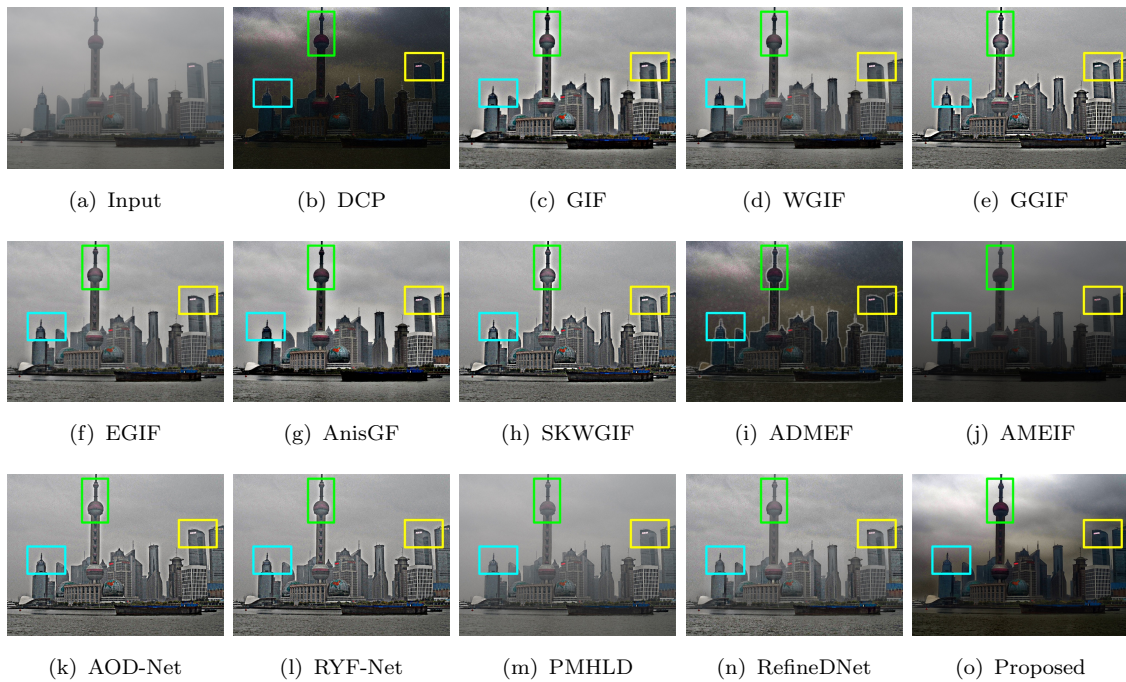 (a) Input
(b) DCP
(c) GIF
(d) WGIF
(e) GGIF
(f) EGIF
(g) AnisGF
(h) SKWGIF
(i) ADMEF
(j) AMEIF
(k) AOD-Net
(l) RYF-Net
(m) PMHLD
(n) RefineDNet
(o) Proposed